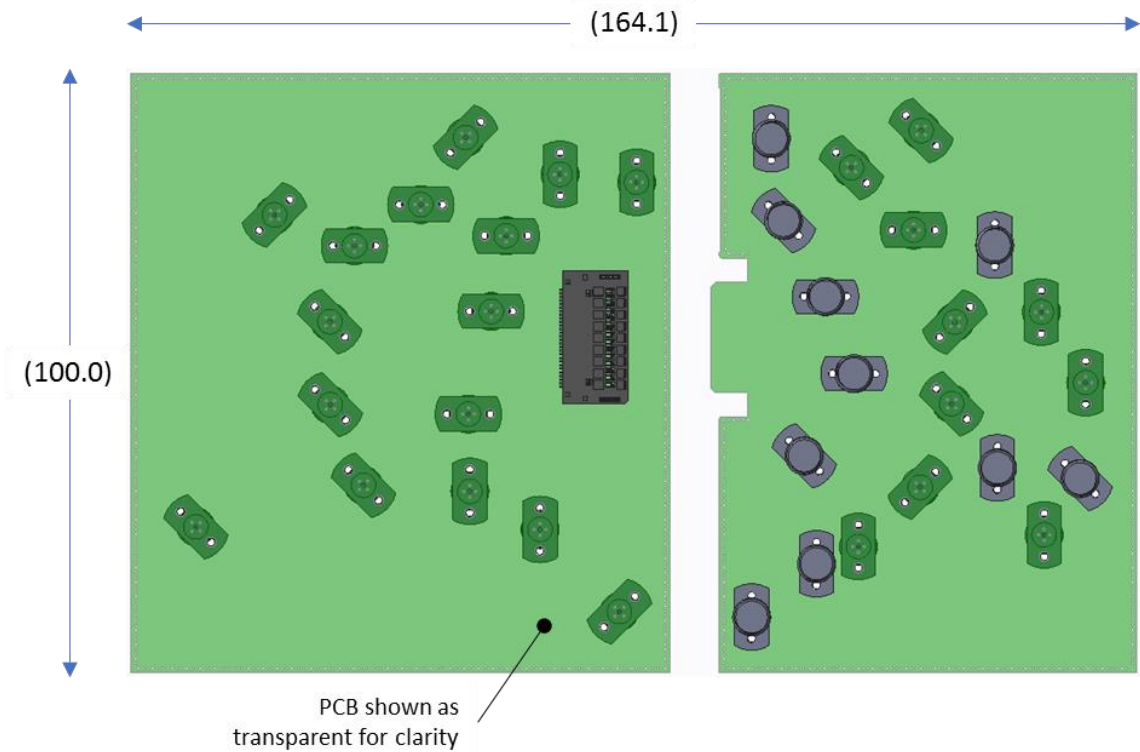 (164.1)
(100.0)
PCB shown as
transparent for clarity